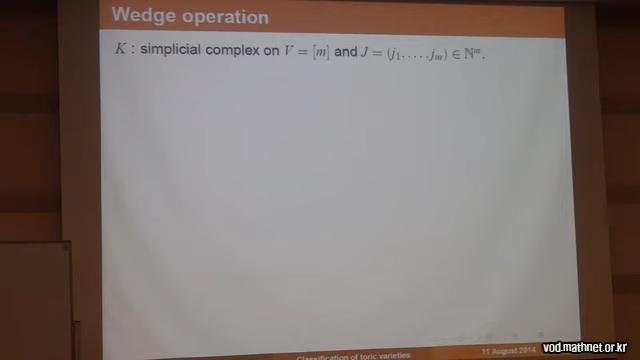 Wedge operation
K : simplicial complex on V = [m] and J = (j₁, . . . , jₘ) ∈ ℕᵐ.
Classification of toric varieties
11 August 2014
vod.mathnet.or.kr